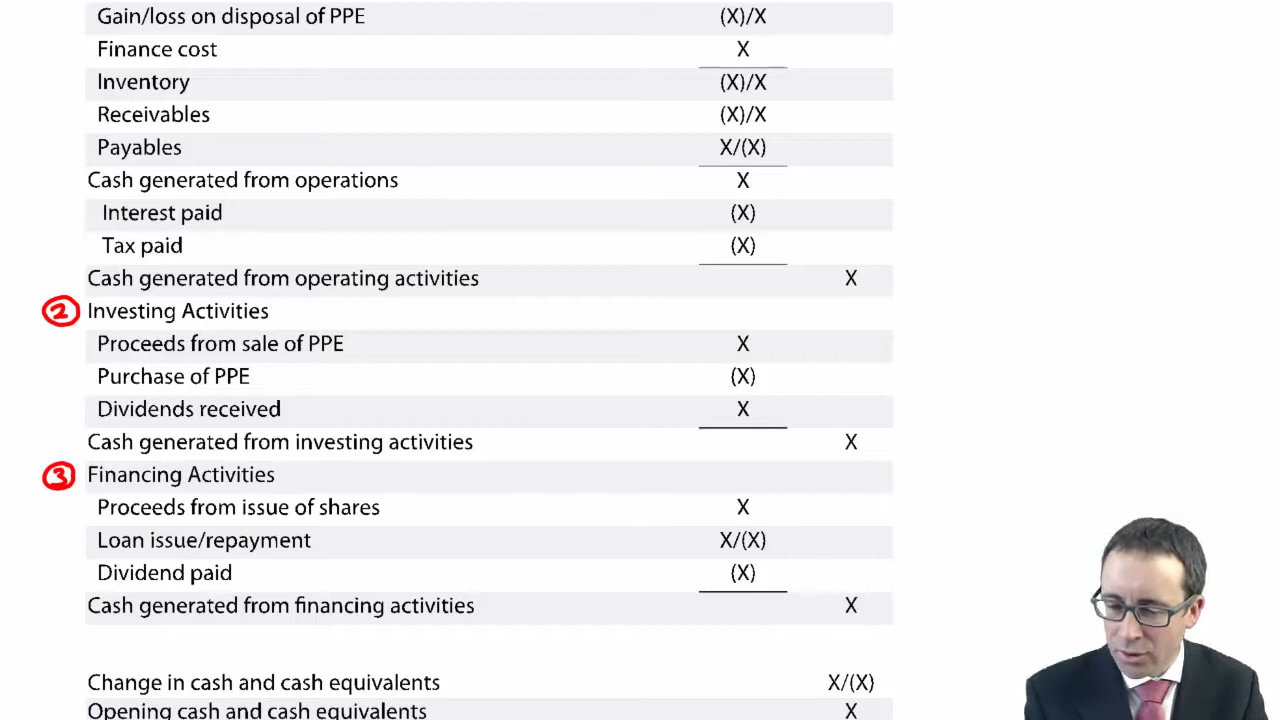 Gain/loss on disposal of PPE (X)/X
Finance cost X
Inventory (X)/X
Receivables (X)/X
Payables X/(X)
Cash generated from operations X
Interest paid (X)
Tax paid (X)
Cash generated from operating activities X
2 Investing Activities
Proceeds from sale of PPE X
Purchase of PPE (X)
Dividends received X
Cash generated from investing activities X
3 Financing Activities
Proceeds from issue of shares X
Loan issue/repayment X/(X)
Dividend paid (X)
Cash generated from financing activities X
Change in cash and cash equivalents X/(X)
Opening cash and cash equivalents X